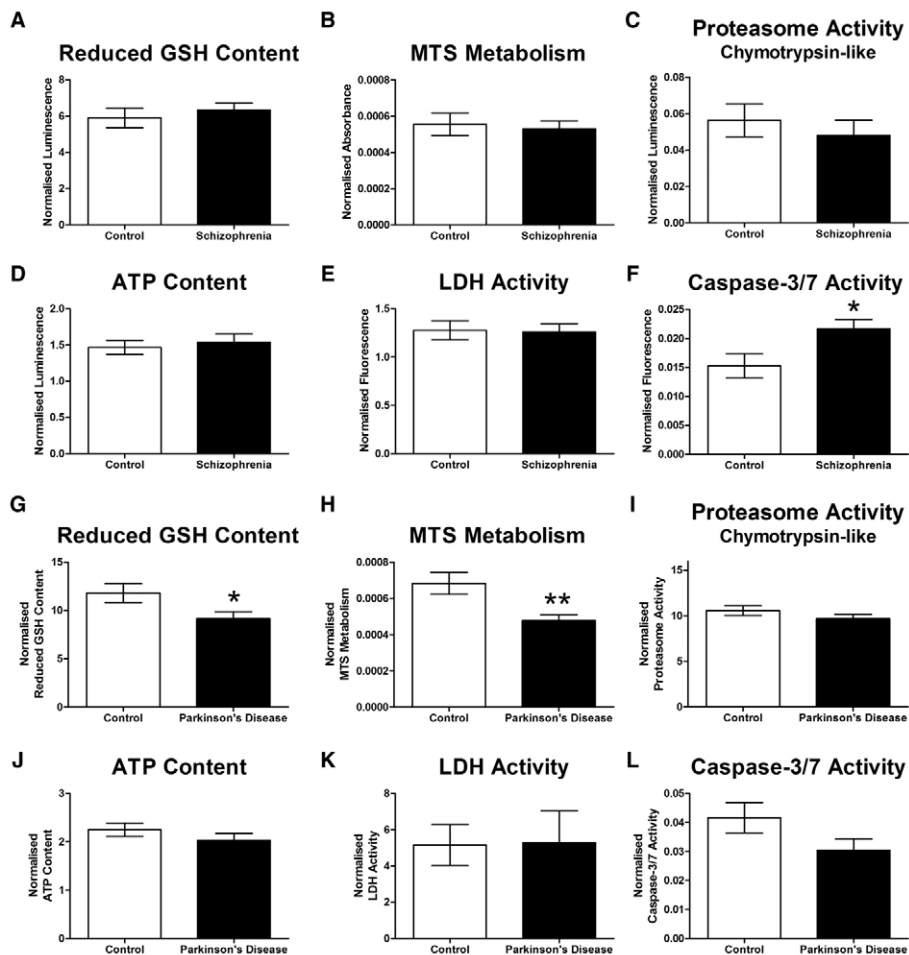 A
Reduced GSH Content
Normalised Luminescence
8
6
4
2
0
Control
Schizophrenia
B
MTS Metabolism
Normalised Absorbance
0.0008
0.0006
0.0004
0.0002
0.0000
Control
Schizophrenia
C
Proteasome Activity
Chymotrypsin-like
Normalised Luminescence
0.08
0.06
0.04
0.02
0.00
Control
Schizophrenia
D
ATP Content
Normalised Luminescence
2.0
1.5
1.0
0.5
0.0
Control
Schizophrenia
E
LDH Activity
Normalised Fluorescence
1.5
1.0
0.5
0.0
Control
Schizophrenia
F
Caspase-3/7 Activity
Normalised Fluorescence
0.025
0.020
0.015
0.010
0.005
0.000
*
Control
Schizophrenia
G
Reduced GSH Content
Normalised
Reduced GSH Content
15
10
5
0
*
Control
Parkinson's Disease
H
MTS Metabolism
Normalised
MTS Metabolism
0.0008
0.0006
0.0004
0.0002
0.0000
**
Control
Parkinson's Disease
I
Proteasome Activity
Chymotrypsin-like
Normalised
Proteasome Activity
15
10
5
0
Control
Parkinson's Disease
J
ATP Content
Normalised
ATP Content
3
2
1
0
Control
Parkinson's Disease
K
LDH Activity
Normalised
LDH Activity
8
6
4
2
0
Control
Parkinson's Disease
L
Caspase-3/7 Activity
Normalised
Caspase-3/7 Activity
0.05
0.04
0.03
0.02
0.01
0.00
Control
Parkinson's Disease